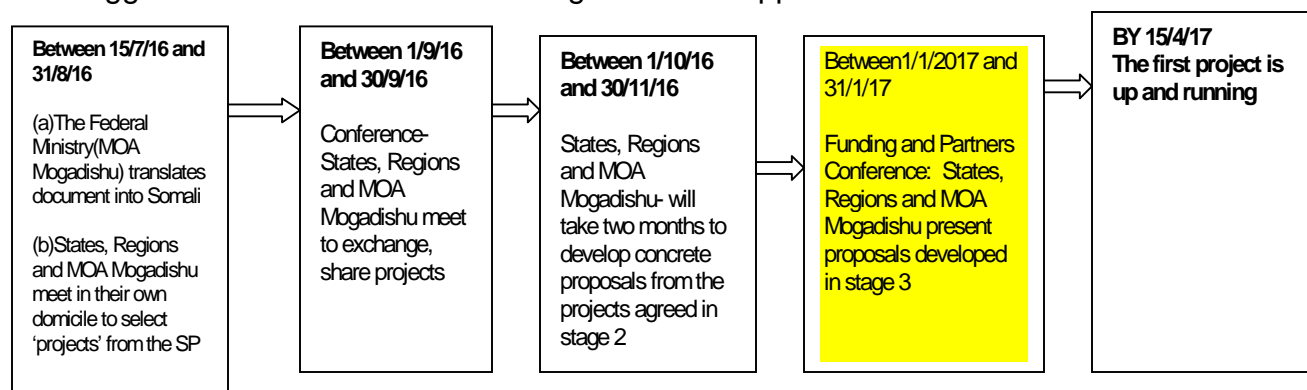 Between 15/7/16 and
31/8/16
(a)The Federal
Ministry(MOA
Mogadishu) translates
document into Somali
(b)States, Regions
and MOA Mogadishu
meet in their own
domicile to select
‘projects’ from the SP
Between 1/9/16
and 30/9/16
Conference-
States, Regions
and MOA
Mogadishu meet
to exchange,
share projects
Between 1/10/16
and 30/11/16
States, Regions
and MOA
Mogadishu- will
take two months to
develop concrete
proposals from the
projects agreed in
stage 2
Between1/1/2017 and
31/1/17
Funding and Partners
Conference: States,
Regions and MOA
Mogadishu present
proposals developed
in stage 3
BY 15/4/17
The first project is
up and running